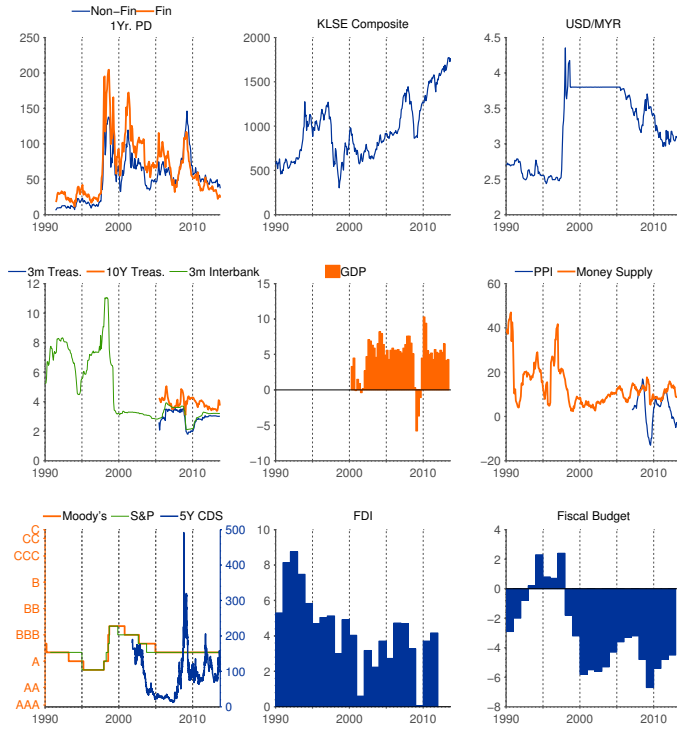 Non−Fin Fin
1Yr. PD
250
200
150
100
50
0
1990 2000 2010
KLSE Composite
2000
1500
1000
500
0
1990 2000 2010
USD/MYR
4.5
4
3.5
3
2.5
2
1990 2000 2010
3m Treas. 10Y Treas. 3m Interbank
12
10
8
6
4
2
0
1990 2000 2010
GDP
15
10
5
0
−5
−10
1990 2000 2010
PPI Money Supply
60
40
20
0
−20
1990 2000 2010
Moody's S&P 5Y CDS
C
CC
CCC
B
BB
BBB
A
AA
AAA
500
400
300
200
100
0
1990 2000 2010
FDI
10
8
6
4
2
0
1990 2000 2010
Fiscal Budget
4
2
0
−2
−4
−6
−8
1990 2000 2010